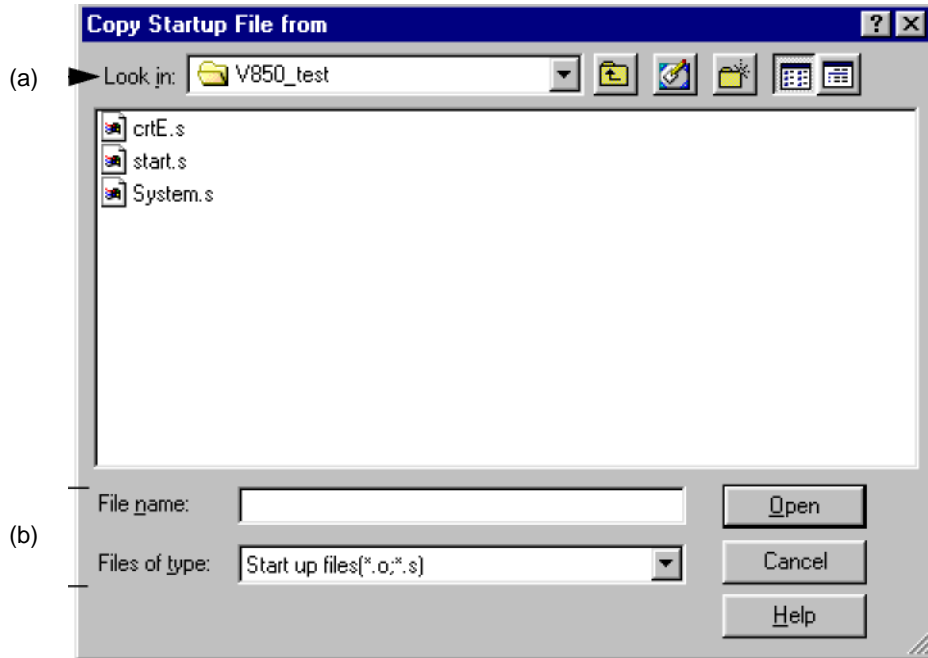 Copy Startup File from
(a)
Look in: V850_test
crtE.s
start.s
System.s
(b)
File name:
Open
Files of type: Start up files(*.o;*.s)
Cancel
Help